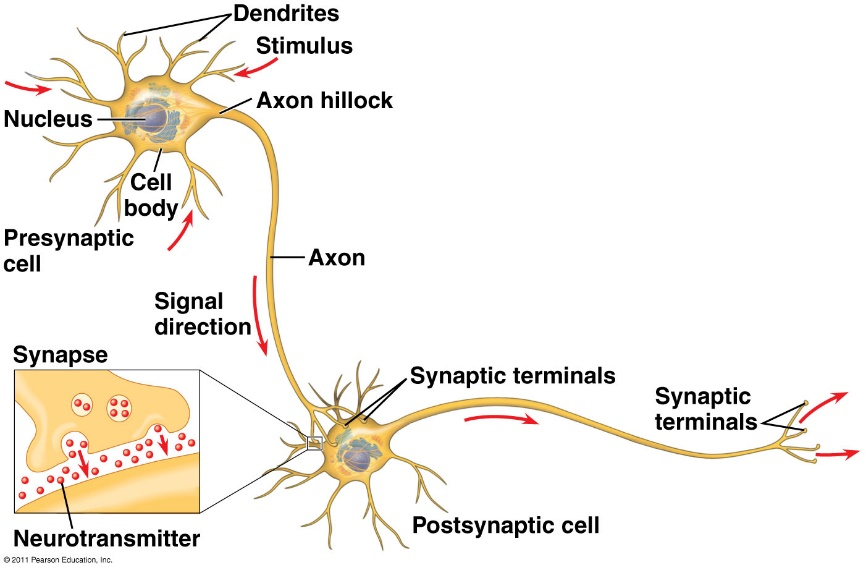 Dendrites
Stimulus
Axon hillock
Nucleus
Cell
body
Presynaptic
cell
Axon
Signal
direction
Synapse
Synaptic terminals
Synaptic
terminals
Neurotransmitter
Postsynaptic cell
© 2011 Pearson Education, Inc.